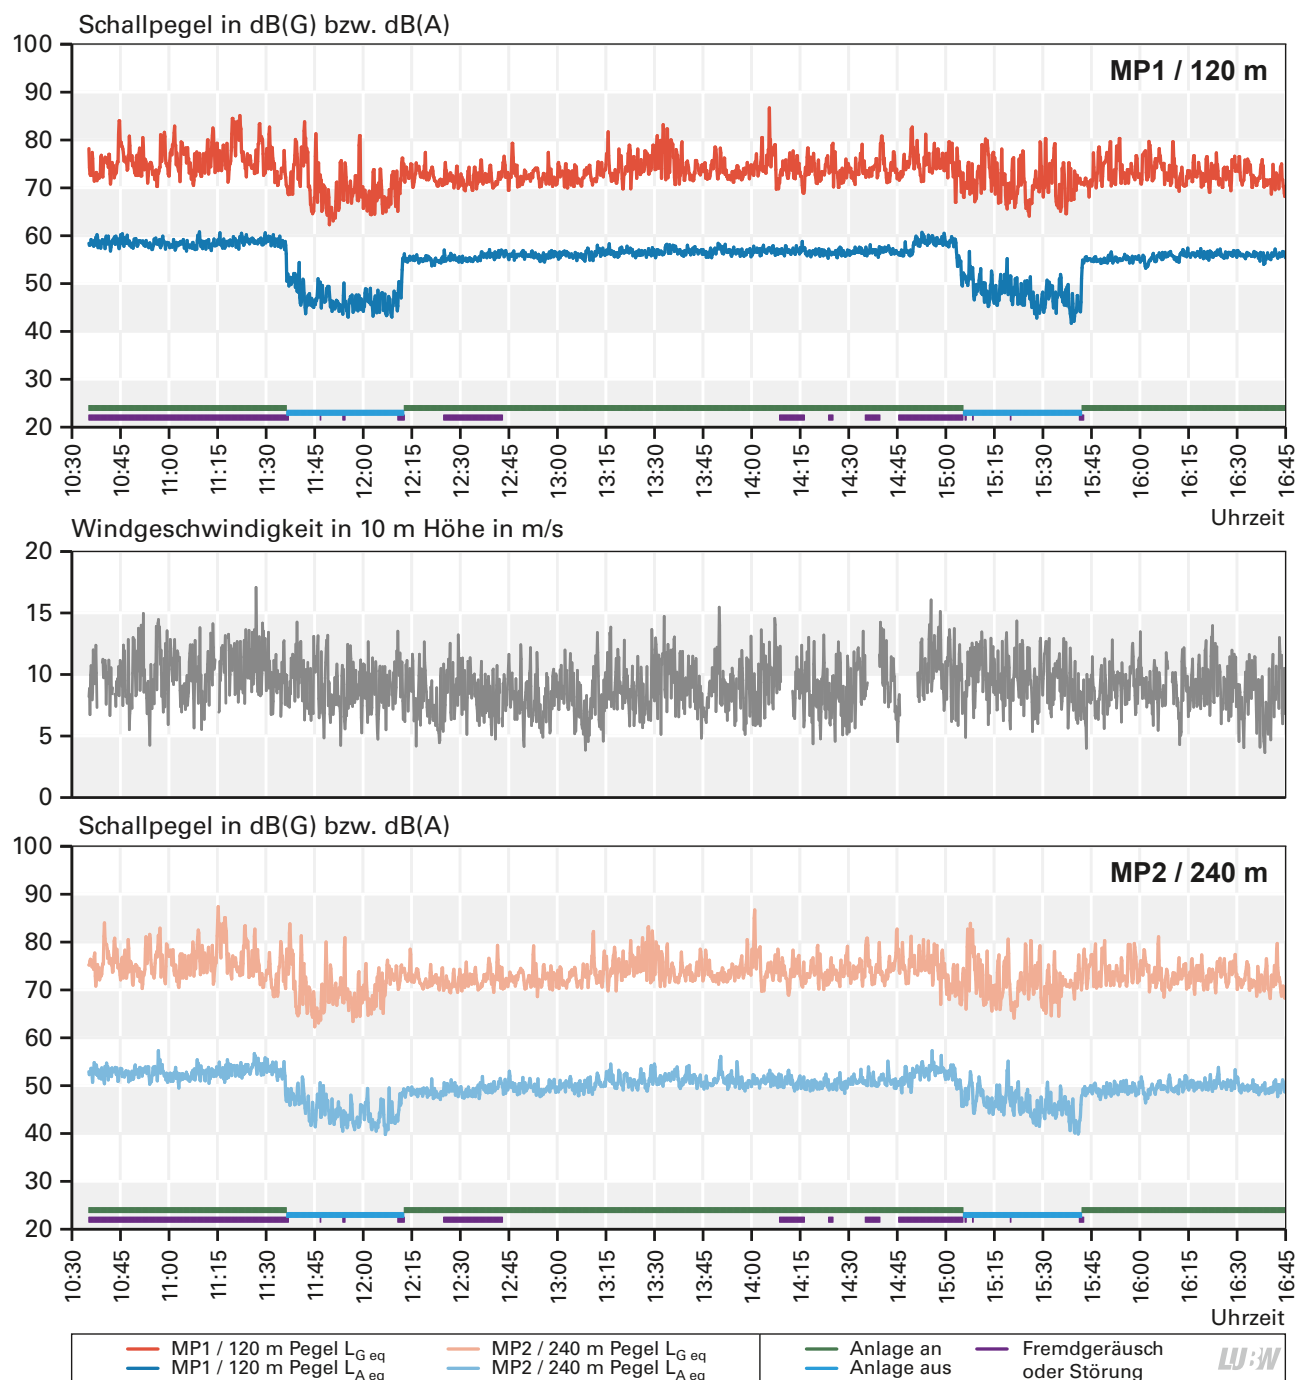 Schallpegel in dB(G) bzw. dB(A)
MP1 / 120 m
100
90
80
70
60
50
40
30
20
10:30 10:45 11:00 11:15 11:30 11:45 12:00 12:15 12:30 12:45 13:00 13:15 13:30 13:45 14:00 14:15 14:30 14:45 15:00 15:15 15:30 15:45 16:00 16:15 16:30 16:45
Uhrzeit
Windgeschwindigkeit in 10 m Höhe in m/s
20
15
10
5
0
Schallpegel in dB(G) bzw. dB(A)
MP2 / 240 m
100
90
80
70
60
50
40
30
20
10:30 10:45 11:00 11:15 11:30 11:45 12:00 12:15 12:30 12:45 13:00 13:15 13:30 13:45 14:00 14:15 14:30 14:45 15:00 15:15 15:30 15:45 16:00 16:15 16:30 16:45
Uhrzeit
MP1 / 120 m Pegel L G eq
MP1 / 120 m Pegel L A eq
MP2 / 240 m Pegel L G eq
MP2 / 240 m Pegel L A eq
Anlage an
Anlage aus
Fremdgeräusch
oder Störung
LUBW